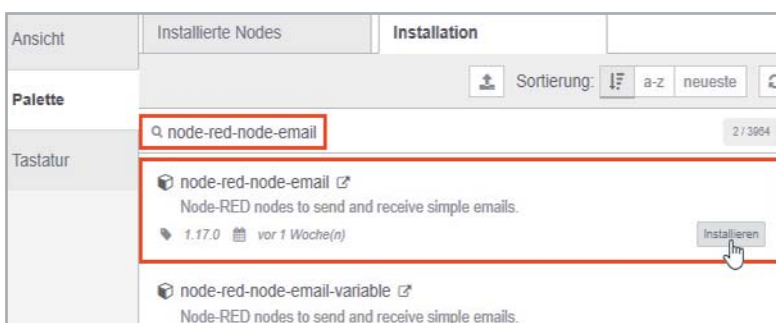 Ansicht
Palette
Tastatur
Installierte Nodes
Installation
Sortierung: a-z neueste
node-red-node-email
2 / 3964
node-red-node-email
Node-RED nodes to send and receive simple emails.
1.17.0 vor 1 Woche(n)
Installieren
node-red-node-email-variable
Node-RED nodes to send and receive simple emails.